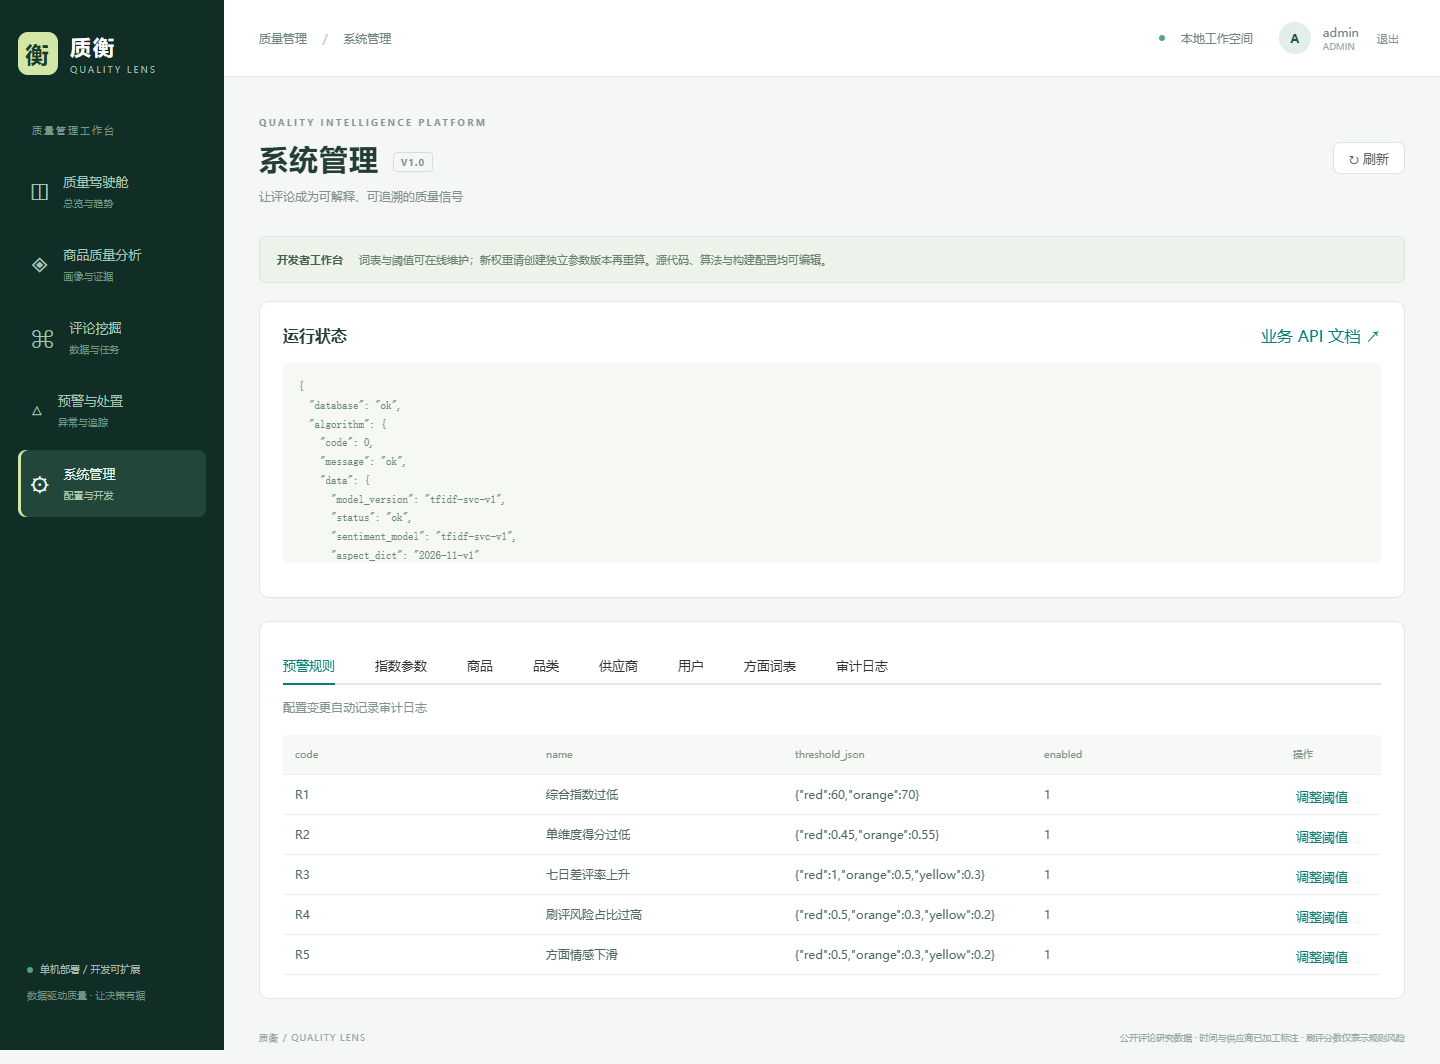 衡 质衡
QUALITY LENS
质量管理工作台
质量驾驶舱
总览与趋势
商品质量分析
画像与证据
评论挖掘
数据与任务
预警与处置
异常与追踪
系统管理
配置与开发
单机部署 / 开发可扩展
数据驱动质量 · 让决策有据
质量管理 / 系统管理
本地工作空间 A admin ADMIN 退出
QUALITY INTELLIGENCE PLATFORM
系统管理 V1.0
↻ 刷新
让评论成为可解释、可追溯的质量信号
开发者工作台 词表与阈值可在线维护；新权重请创建独立参数版本再重算。源代码、算法与构建配置均可编辑。
运行状态 业务 API 文档 ↗
{
"database": "ok",
"algorithm": {
"code": 0,
"message": "ok",
"data": {
"model_version": "tfidf-svc-v1",
"status": "ok",
"sentiment_model": "tfidf-svc-v1",
"aspect_dict": "2026-11-v1"
预警规则 指数参数 商品 品类 供应商 用户 方面词表 审计日志
配置变更自动记录审计日志
code name threshold_json enabled 操作
R1 综合指数过低 {"red":60,"orange":70} 1 调整阈值
R2 单维度得分过低 {"red":0.45,"orange":0.55} 1 调整阈值
R3 七日差评率上升 {"red":1,"orange":0.5,"yellow":0.3} 1 调整阈值
R4 刷评风险占比过高 {"red":0.5,"orange":0.3,"yellow":0.2} 1 调整阈值
R5 方面情感下滑 {"red":0.5,"orange":0.3,"yellow":0.2} 1 调整阈值
质衡 / QUALITY LENS
公开评论研究数据 · 时间与供应商已加工标注 · 刷评分数仅表示规则风险